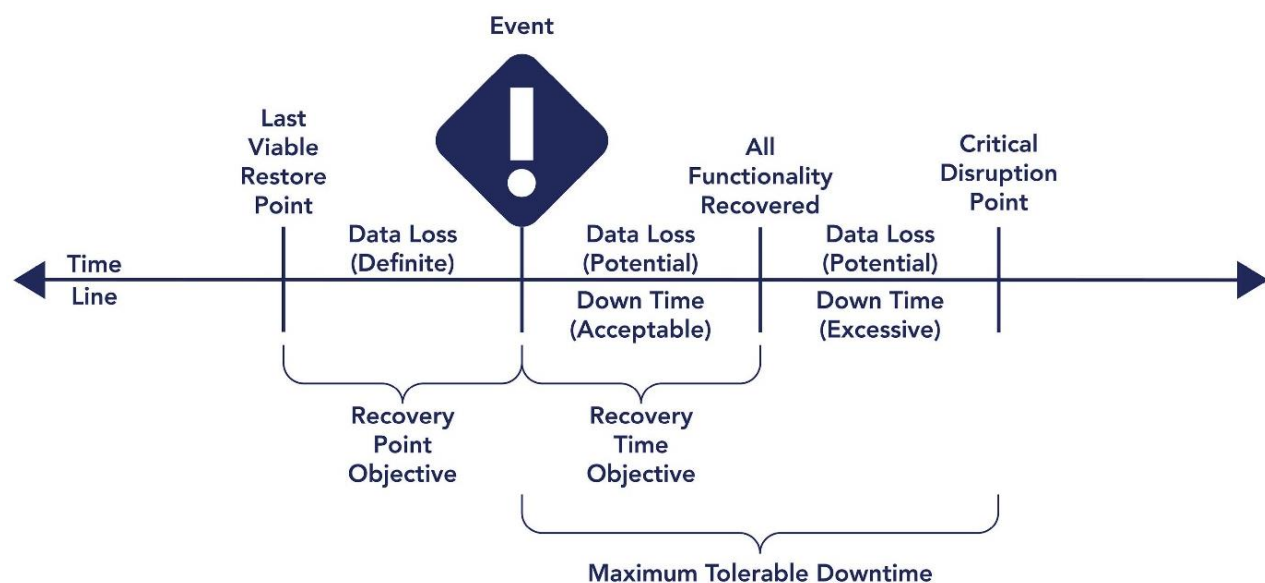 Event
Last
Viable
Restore
Point
All
Functionality
Recovered
Critical
Disruption
Point
Time
Line
Data Loss
(Definite)
Data Loss
(Potential)
Down Time
(Acceptable)
Data Loss
(Potential)
Down Time
(Excessive)
Recovery
Point
Objective
Recovery
Time
Objective
Maximum Tolerable Downtime